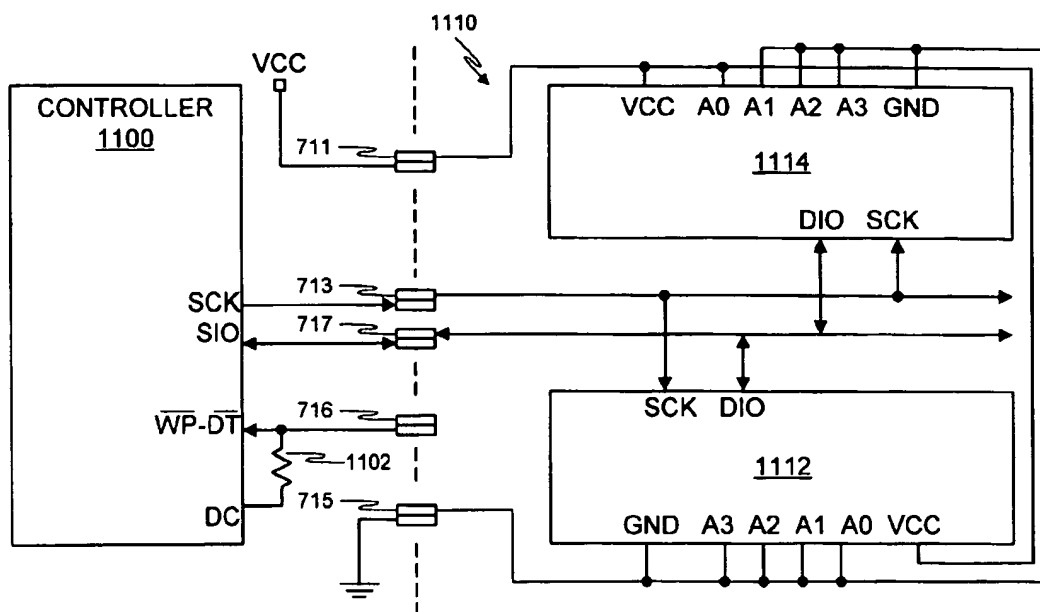 1110
VCC
CONTROLLER
1100
711
VCC A0 A1 A2 A3 GND
1114
DIO SCK
713
SCK
717
SIO
SCK DIO
716
WP-DT
1102
1112
715
DC
GND A3 A2 A1 A0 VCC